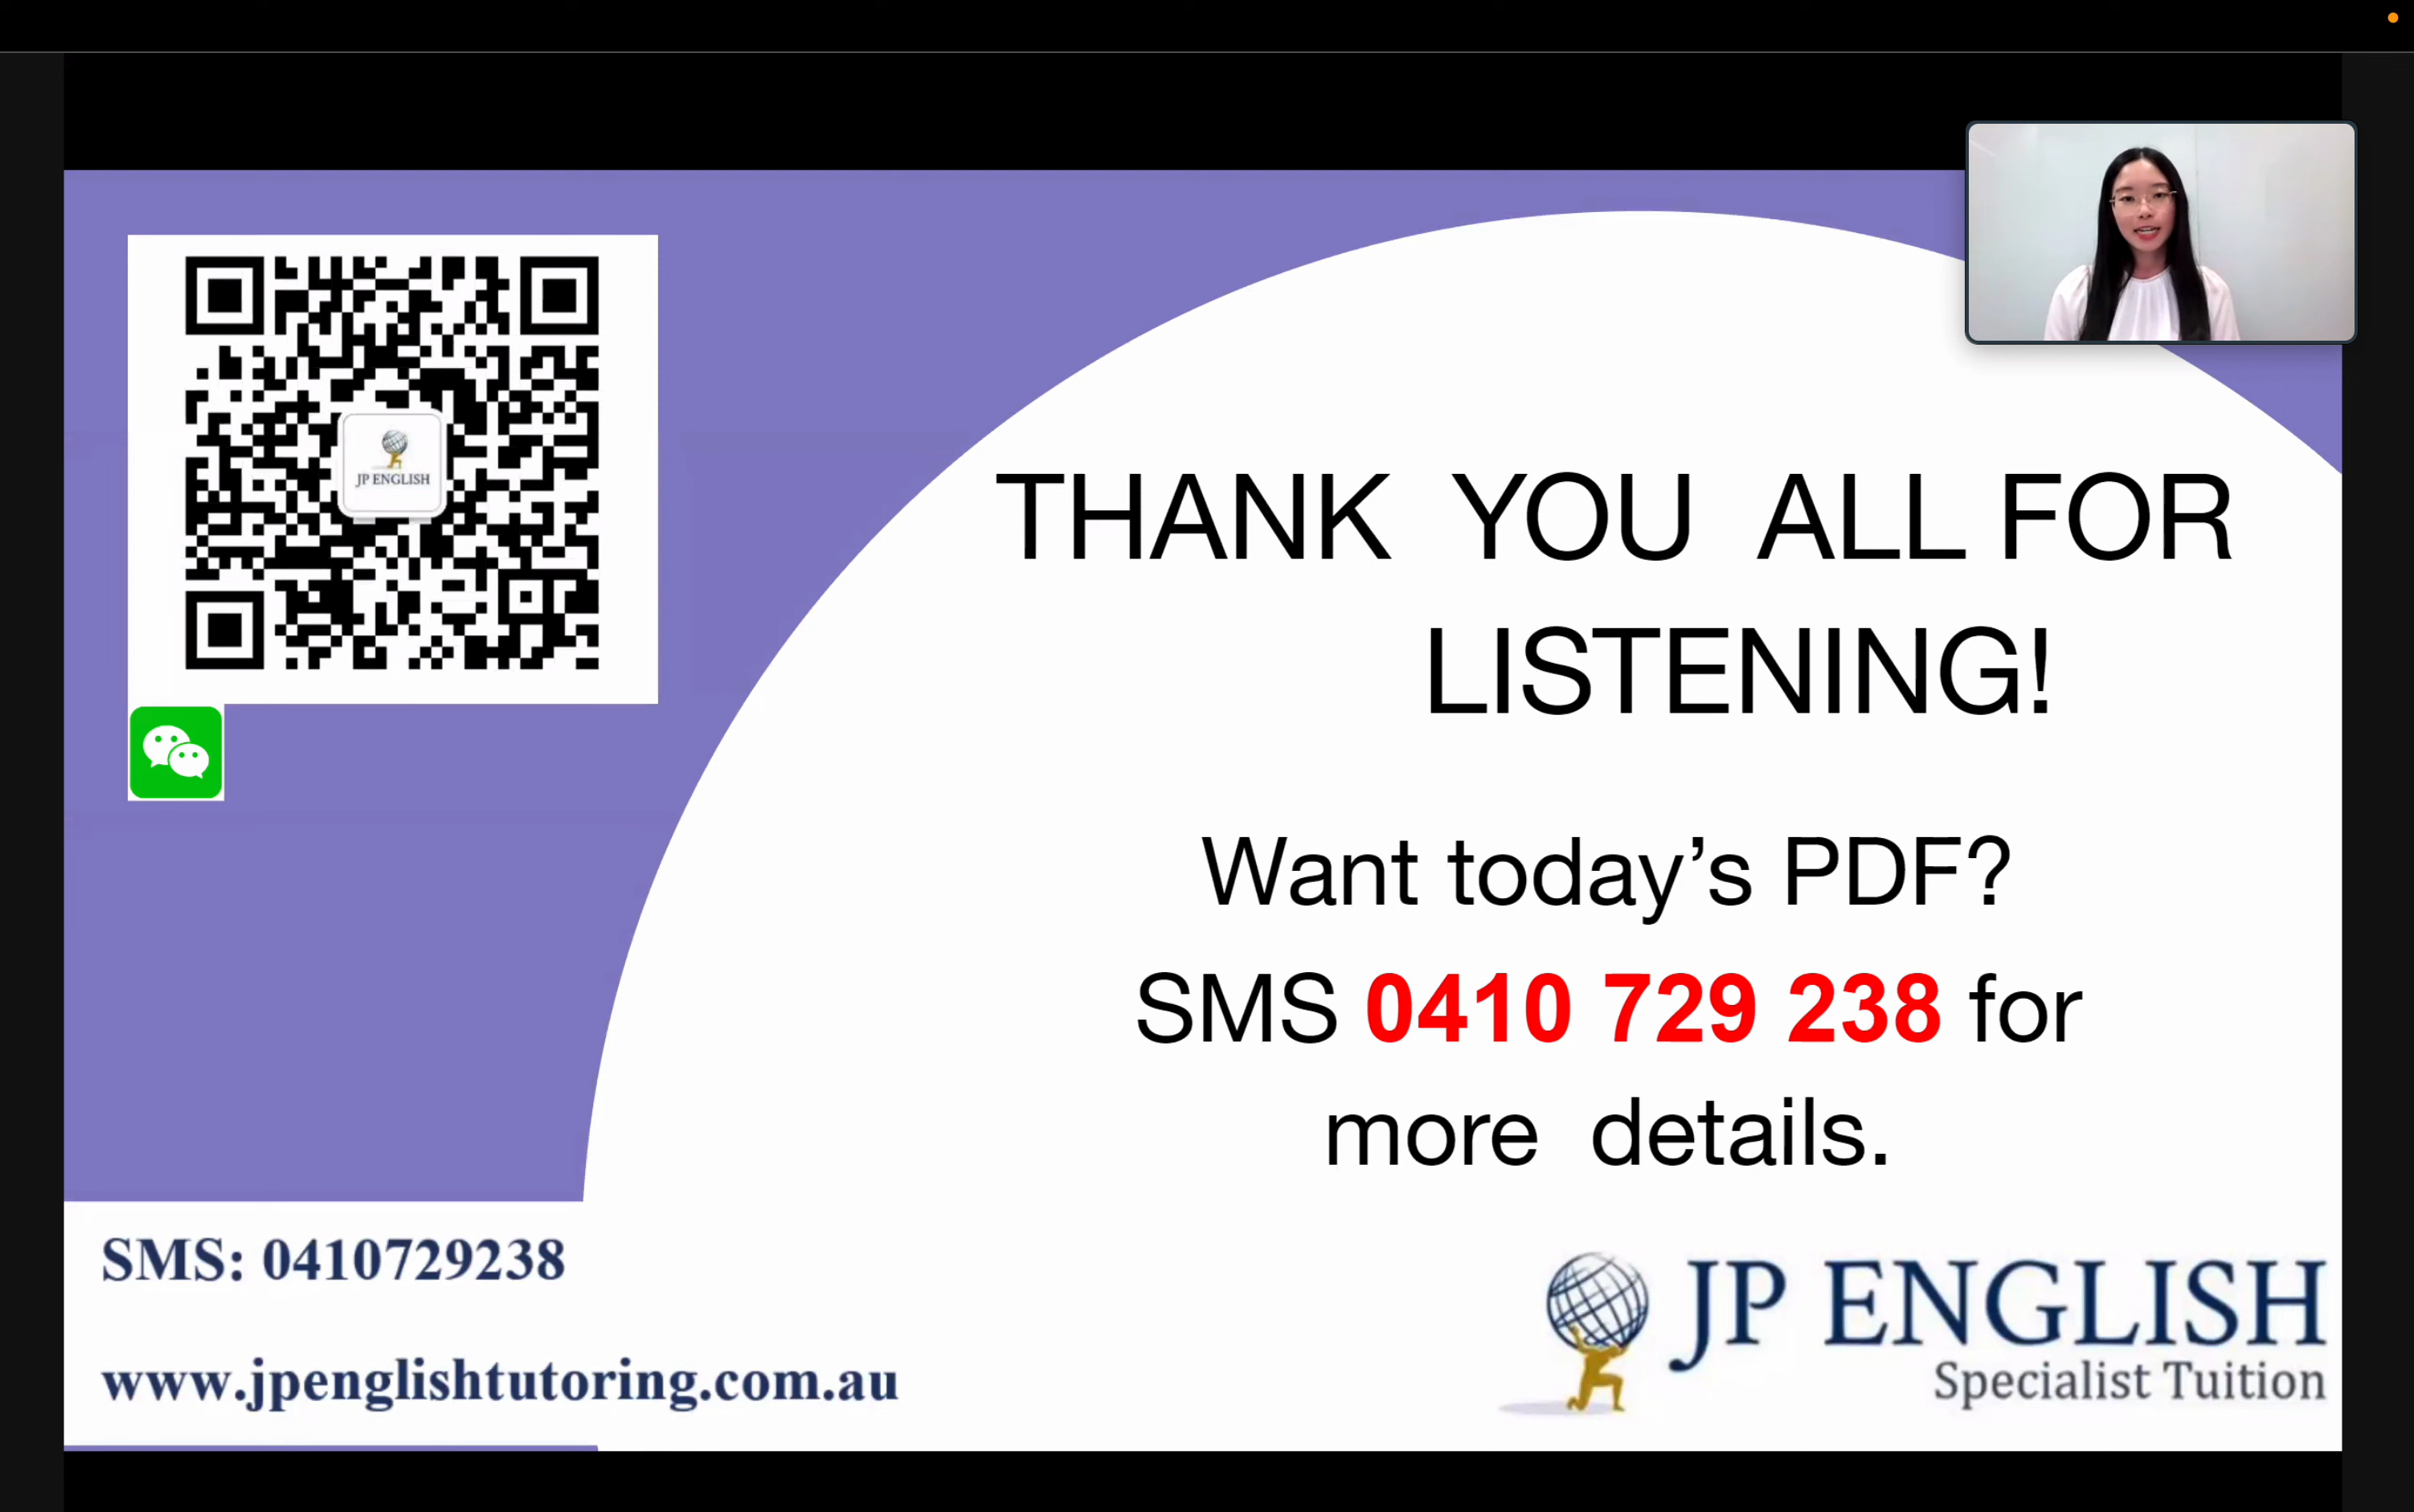 JP ENGLISH
THANK YOU ALL FOR
LISTENING!
Want today’s PDF?
SMS 0410 729 238 for
more details.
SMS: 0410729238
www.jpenglishtutoring.com.au
JP ENGLISH
Specialist Tuition